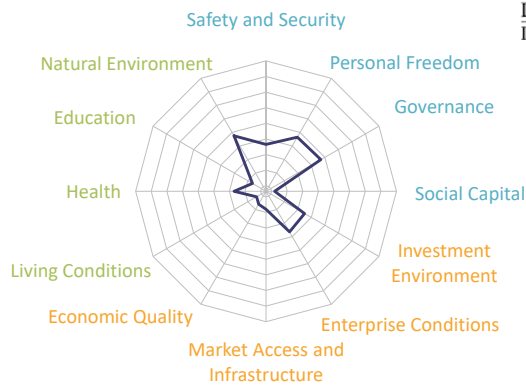 Safety and Security
Natural Environment
Personal Freedom
Education
Governance
Health
Social Capital
Living Conditions
Investment
Environment
Economic Quality
Enterprise Conditions
Market Access and
Infrastructure